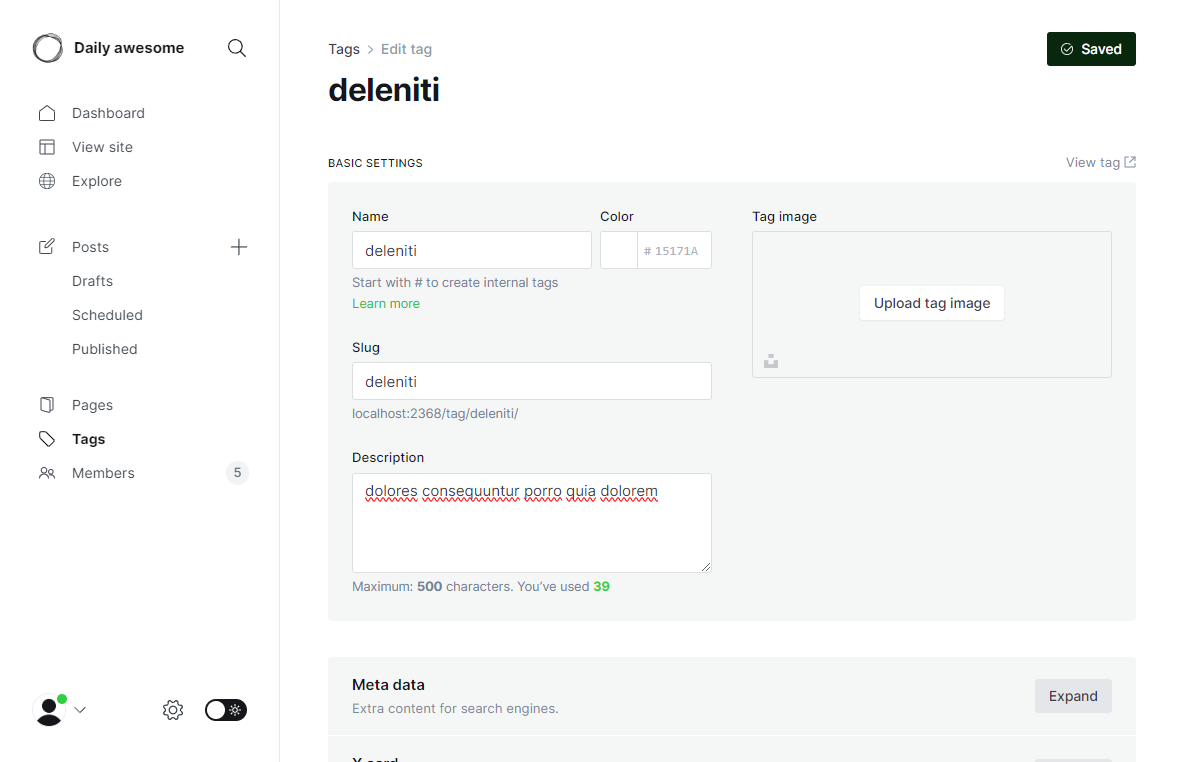 Daily awesome
Dashboard
View site
Explore
Posts
Drafts
Scheduled
Published
Pages
Tags
Members
5
Tags > Edit tag
Saved
deleniti
BASIC SETTINGS
View tag
Name
deleniti
Start with # to create internal tags
Learn more
Color
# 15171A
Tag image
Upload tag image
Slug
deleniti
localhost:2368/tag/deleniti/
Description
dolores consequuntur porro quia dolorem
Maximum: 500 characters. You’ve used 39
Meta data
Extra content for search engines.
Expand
X card